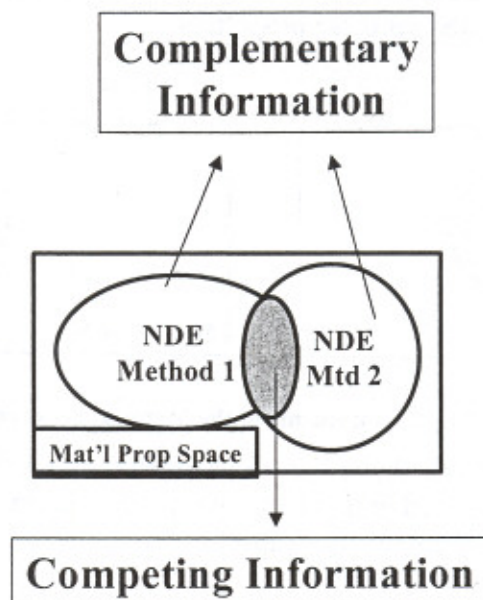 Complementary
Information
NDE
Method 1
NDE
Mtd 2
Mat'l Prop Space
Competing Information